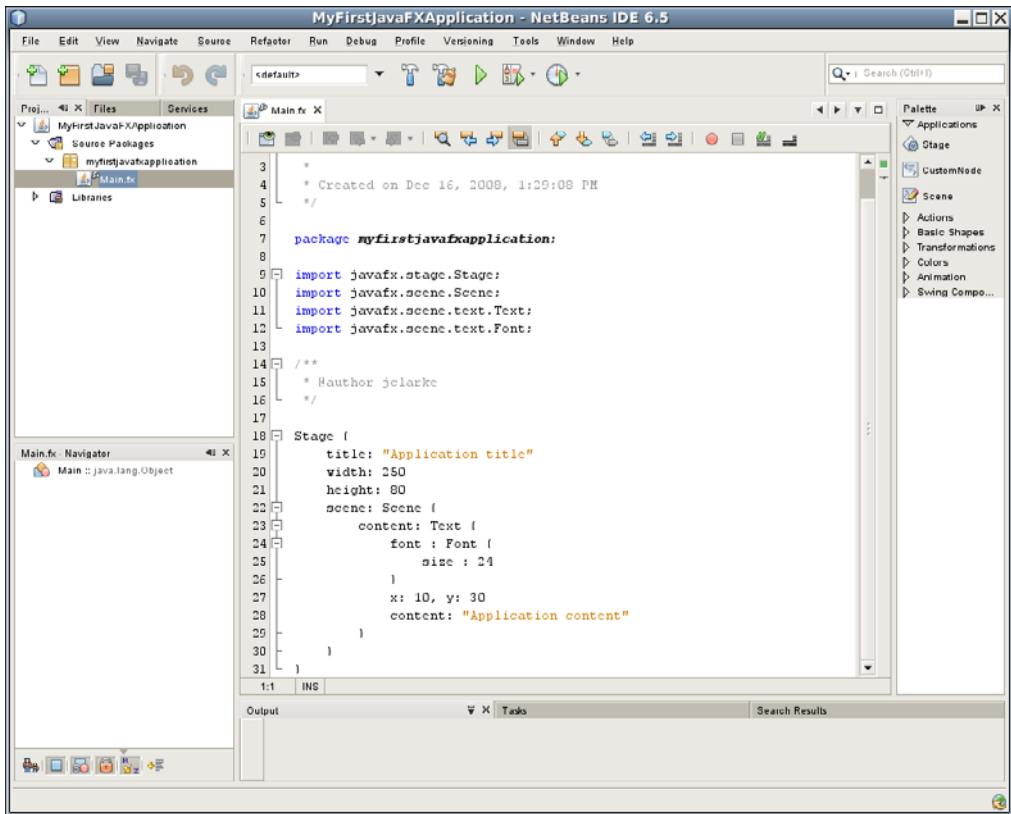 MyFirstJavaFXApplication - NetBeans IDE 6.5
File Edit View Navigate Source Refactor Run Debug Profile Versioning Tools Window Help
<default>
Search (Ctrl+I)
Proj... Files Services
MyFirstJavaFXApplication
Source Packages
myfirstjavafxapplication
Main.fx
Libraries
Main.fx - Navigator
Main :: java.lang.Object
Main.fx
3 *
4 * Created on Dec 16, 2008, 1:29:08 PM
5 */
6
7 package myfirstjavafxapplication;
8
9 import javafx.stage.Stage;
10 import javafx.scene.Scene;
11 import javafx.scene.text.Text;
12 import javafx.scene.text.Font;
13
14 /**
15 * @author jclarke
16 */
17
18 Stage {
19 title: "Application title"
20 width: 250
21 height: 80
22 scene: Scene {
23 content: Text {
24 font : Font {
25 size : 24
26 }
27 x: 10, y: 30
28 content: "Application content"
29 }
30 }
31 }
1:1 INS
Palette
Applications
Stage
CustomNode
Scene
Actions
Basic Shapes
Transformations
Colors
Animation
Swing Compo...
Output Tasks Search Results